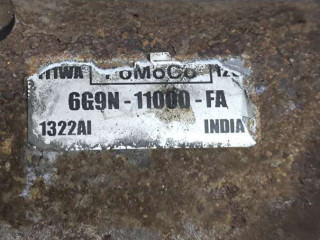 FoMoCo
6G9N - 11000 - FA
1322AI INDIA